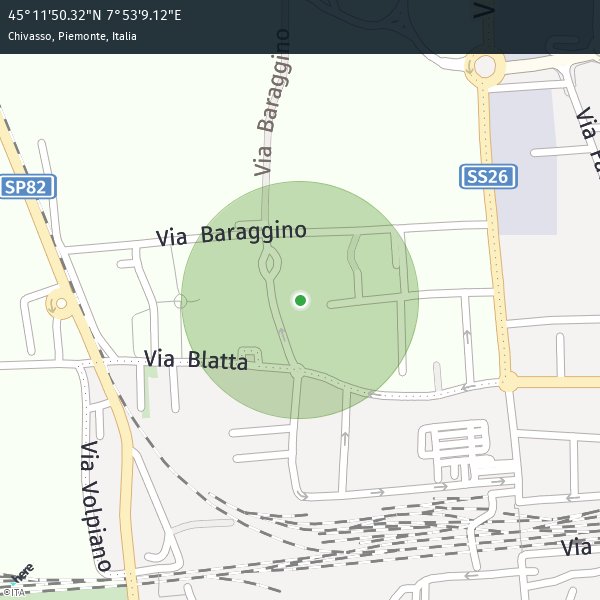 45°11'50.32"N 7°53'9.12"E
Chivasso, Piemonte, Italia
V
Via Baraggino
Via Fa
SP82
SS26
Via Baraggino
Via Blatta
Via Volpiano
Via
here
©ITA